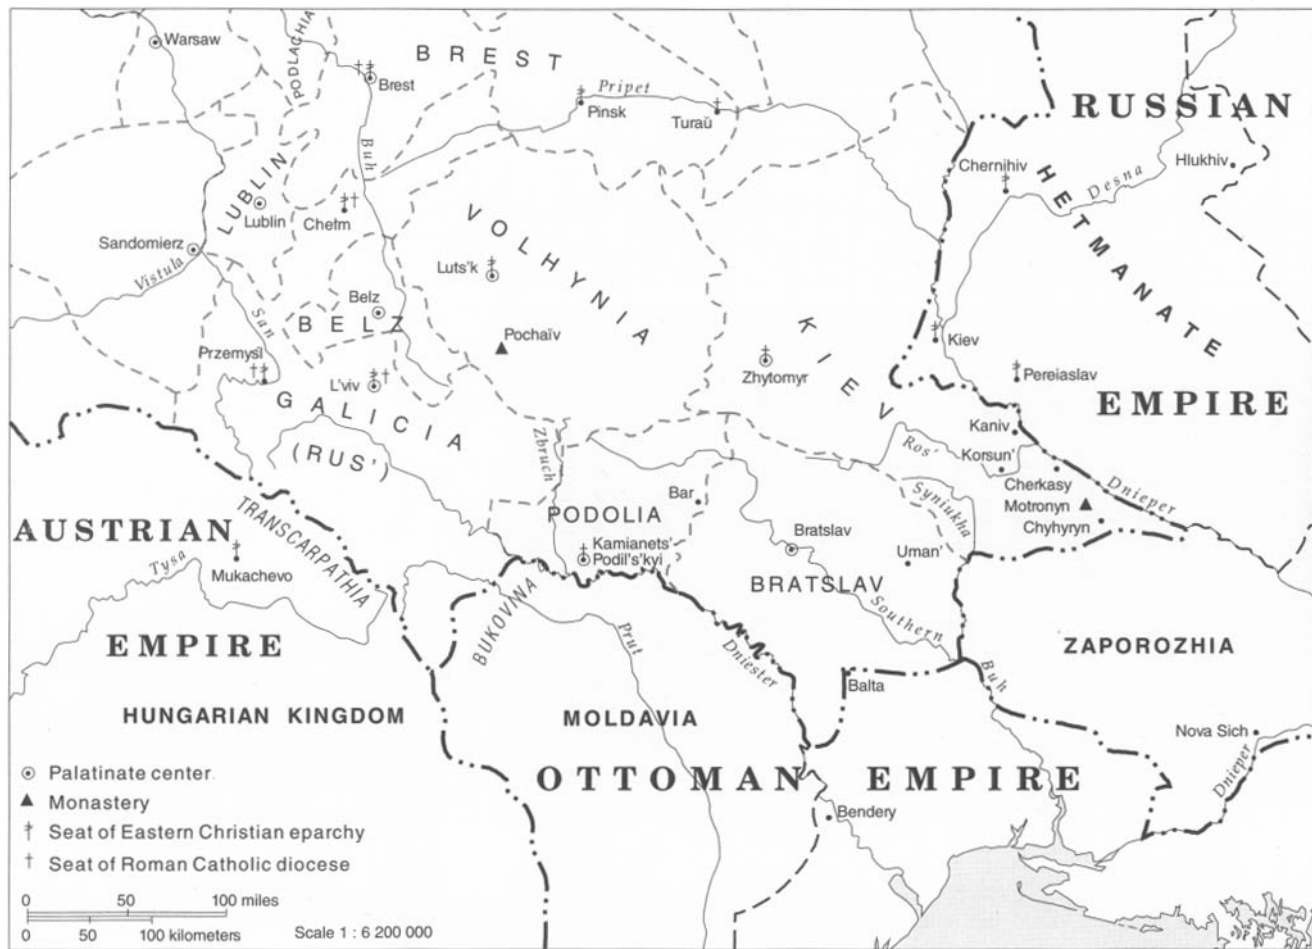 Warsaw
PODLACHIA
BREST
Brest
Pripet
Pinsk
Turaŭ
RUSSIAN
Chernihiv
Hlukhiv
Desna
HETMANATE
Buh
LUBLIN
Lublin
Chełm
VOLHYNIA
Sandomierz
Vistula
Luts'k
San
Belz
BELZ
Pochaïv
KIEV
Kiev
Przemyśl
L'viv
Zhytomyr
Pereiaslav
EMPIRE
GALICIA
(RUS')
Zbruch
Kaniv
Ros'
Korsun'
Cherkasy
Dnieper
Motronyn
Chyhyryn
Syniukha
Bar
PODOLIA
Bratslav
Uman'
AUSTRIAN
TRANSCARPATHIA
Tysa
Mukachevo
Kamianets'
Podil's'kyi
BRATSLAV
BUKOVINA
Southern
Buh
Prut
Dniester
EMPIRE
ZAPOROZHIA
Balta
HUNGARIAN KINGDOM
MOLDAVIA
Nova Sich
Dnieper
OTTOMAN EMPIRE
Bendery
Palatinate center
Monastery
Seat of Eastern Christian eparchy
Seat of Roman Catholic diocese
0 50 100 miles
0 50 100 kilometers
Scale 1 : 6 200 000